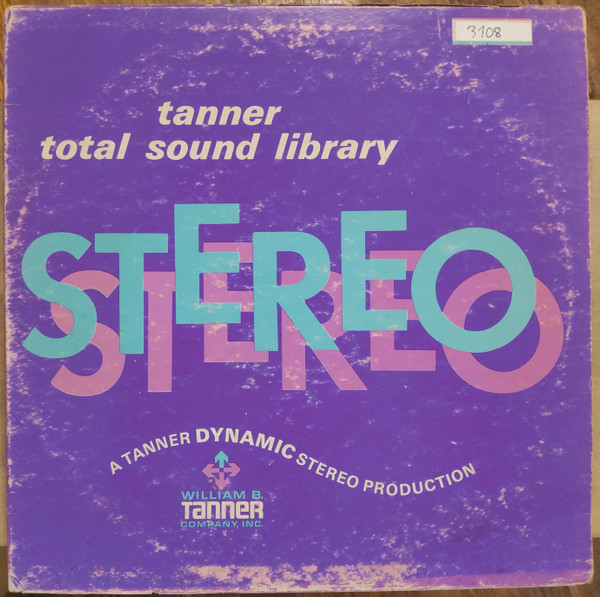 3108
tanner
total sound library
STEREO
STEREO
A TANNER DYNAMIC STEREO PRODUCTION
WILLIAM B.
TANNER
COMPANY, INC.